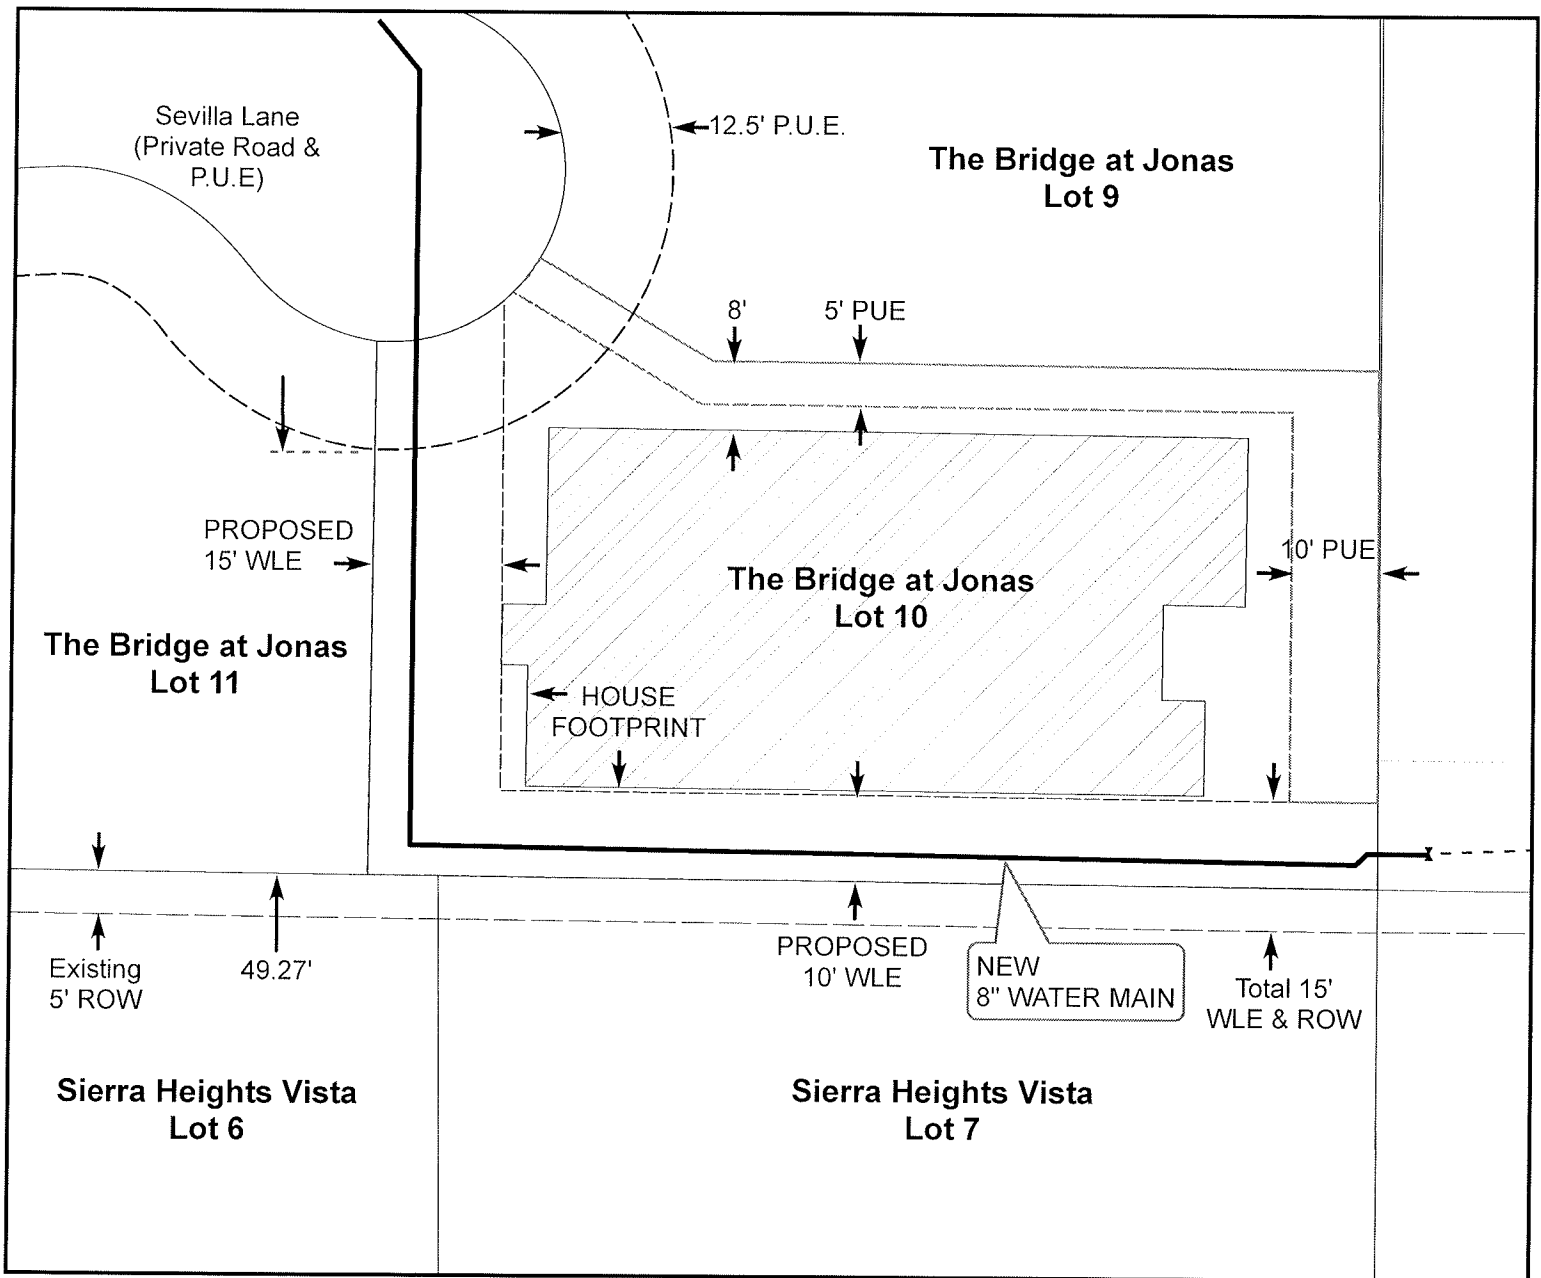 Sevilla Lane
(Private Road &
P.U.E)
12.5' P.U.E.
The Bridge at Jonas
Lot 9
8'
5' PUE
PROPOSED
15' WLE
10' PUE
The Bridge at Jonas
Lot 10
The Bridge at Jonas
Lot 11
HOUSE
FOOTPRINT
Existing
5' ROW
49.27'
PROPOSED
10' WLE
NEW
8" WATER MAIN
Total 15'
WLE & ROW
Sierra Heights Vista
Lot 6
Sierra Heights Vista
Lot 7